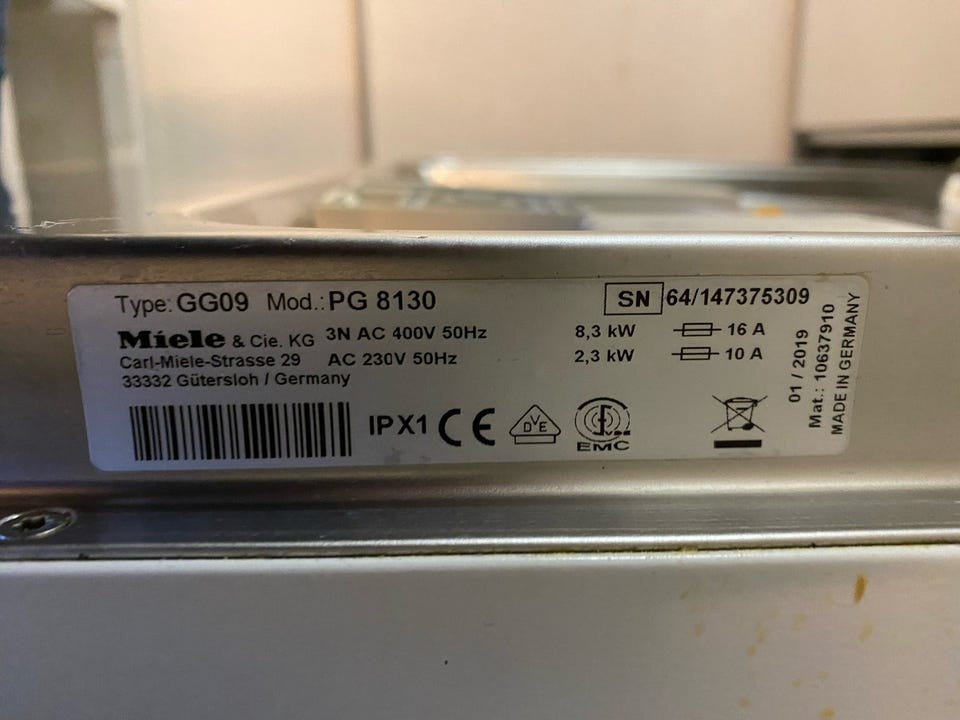 Type: GG09 Mod.: PG 8130
SN 64/147375309
Miele & Cie. KG 3N AC 400V 50Hz 8,3 kW 16 A
Carl-Miele-Strasse 29 AC 230V 50Hz 2,3 kW 10 A
33332 Gütersloh / Germany
IPX1 CE DVE EMC
01 / 2019
Mat.: 10637910
MADE IN GERMANY